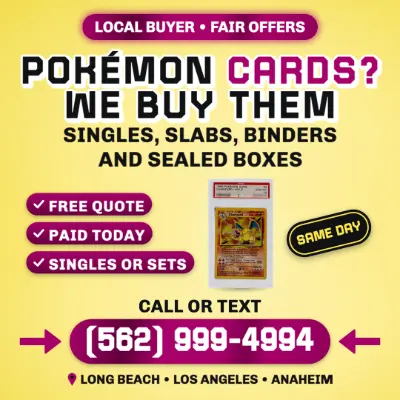 LOCAL BUYER • FAIR OFFERS
POKÉMON CARDS?
WE BUY THEM
SINGLES, SLABS, BINDERS
AND SEALED BOXES
FREE QUOTE
PAID TODAY
SINGLES OR SETS
SAME DAY
CALL OR TEXT
(562) 999-4994
LONG BEACH • LOS ANGELES • ANAHEIM